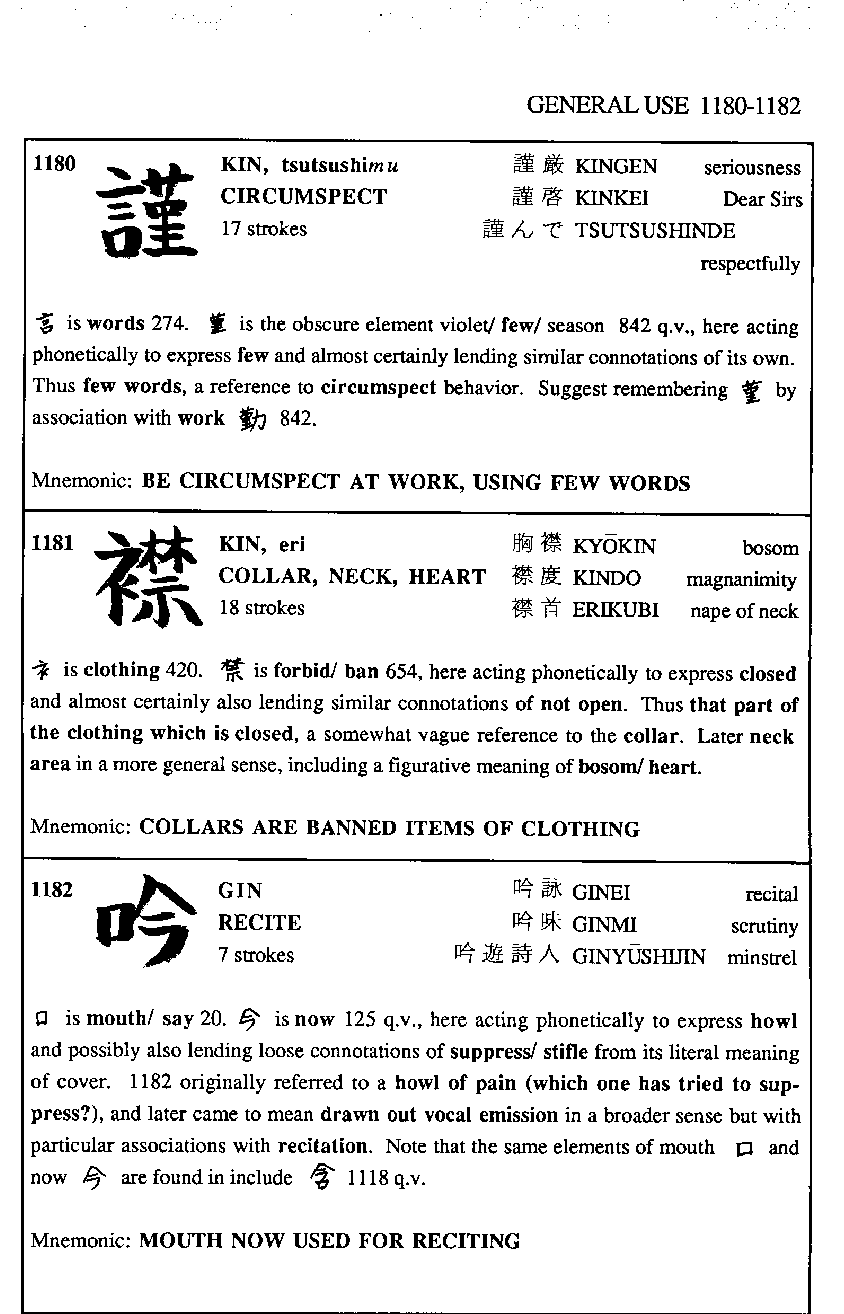 GENERAL USE 1180-1182
1180 謹 KIN, tsutsushimu 謹厳 KINGEN seriousness
CIRCUMSPECT 謹啓 KINKEI Dear Sirs
17 strokes 謹んで TSUTSUSHINDE
respectfully
言 is words 274. 堇 is the obscure element violet/ few/ season 842 q.v., here acting
phonetically to express few and almost certainly lending similar connotations of its own.
Thus few words, a reference to circumspect behavior. Suggest remembering 堇 by
association with work 勤 842.
Mnemonic: BE CIRCUMSPECT AT WORK, USING FEW WORDS
1181 襟 KIN, eri 胸襟 KYŌKIN bosom
COLLAR, NECK, HEART 襟度 KINDO magnanimity
18 strokes 襟首 ERIKUBI nape of neck
衤 is clothing 420. 禁 is forbid/ ban 654, here acting phonetically to express closed
and almost certainly also lending similar connotations of not open. Thus that part of
the clothing which is closed, a somewhat vague reference to the collar. Later neck
area in a more general sense, including a figurative meaning of bosom/ heart.
Mnemonic: COLLARS ARE BANNED ITEMS OF CLOTHING
1182 吟 GIN 吟詠 GINEI recital
RECITE 吟味 GINMI scrutiny
7 strokes 吟遊詩人 GINYŪSHIJIN minstrel
口 is mouth/ say 20. 今 is now 125 q.v., here acting phonetically to express howl
and possibly also lending loose connotations of suppress/ stifle from its literal meaning
of cover. 1182 originally referred to a howl of pain (which one has tried to sup-
press?), and later came to mean drawn out vocal emission in a broader sense but with
particular associations with recitation. Note that the same elements of mouth 口 and
now 今 are found in include 含 1118 q.v.
Mnemonic: MOUTH NOW USED FOR RECITING